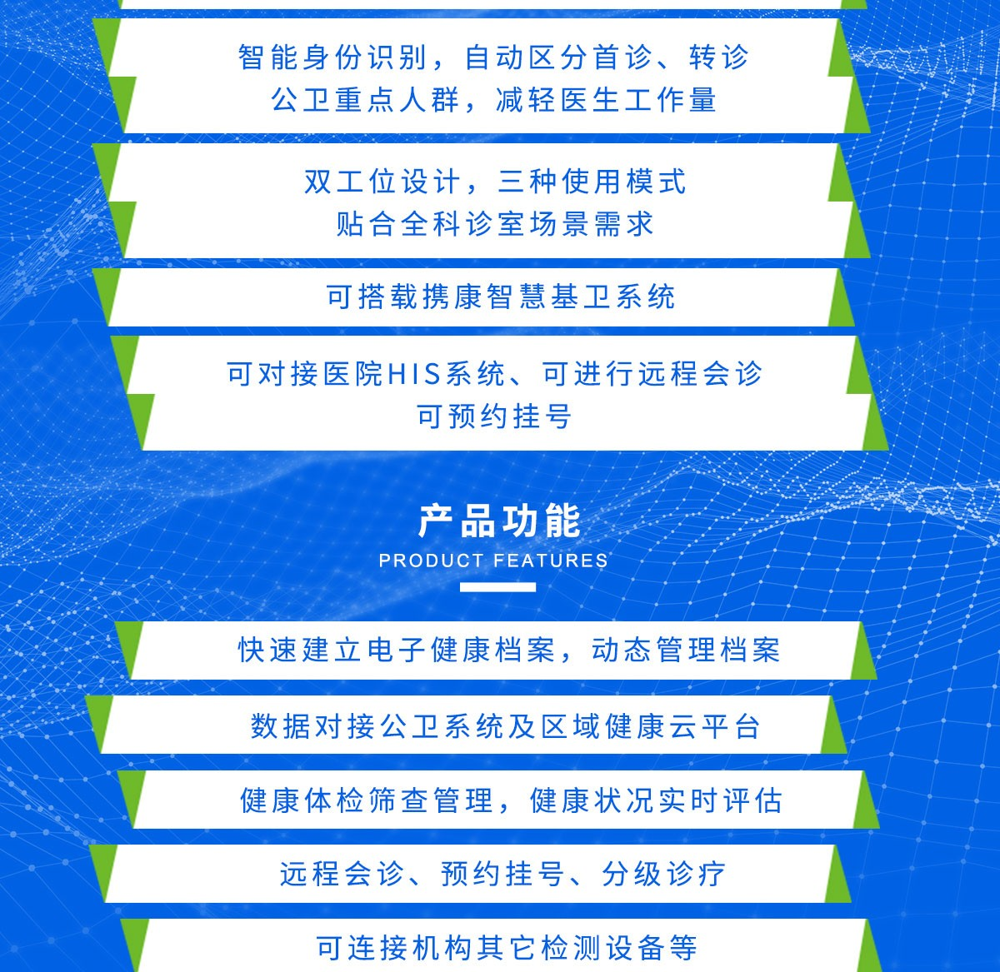 智能身份识别，自动区分首诊、转诊
公卫重点人群，减轻医生工作量
双工位设计，三种使用模式
贴合全科诊室场景需求
可搭载携康智慧基卫系统
可对接医院HIS系统、可进行远程会诊
可预约挂号
产品功能
PRODUCT FEATURES
快速建立电子健康档案，动态管理档案
数据对接公卫系统及区域健康云平台
健康体检筛查管理，健康状况实时评估
远程会诊、预约挂号、分级诊疗
可连接机构其它检测设备等